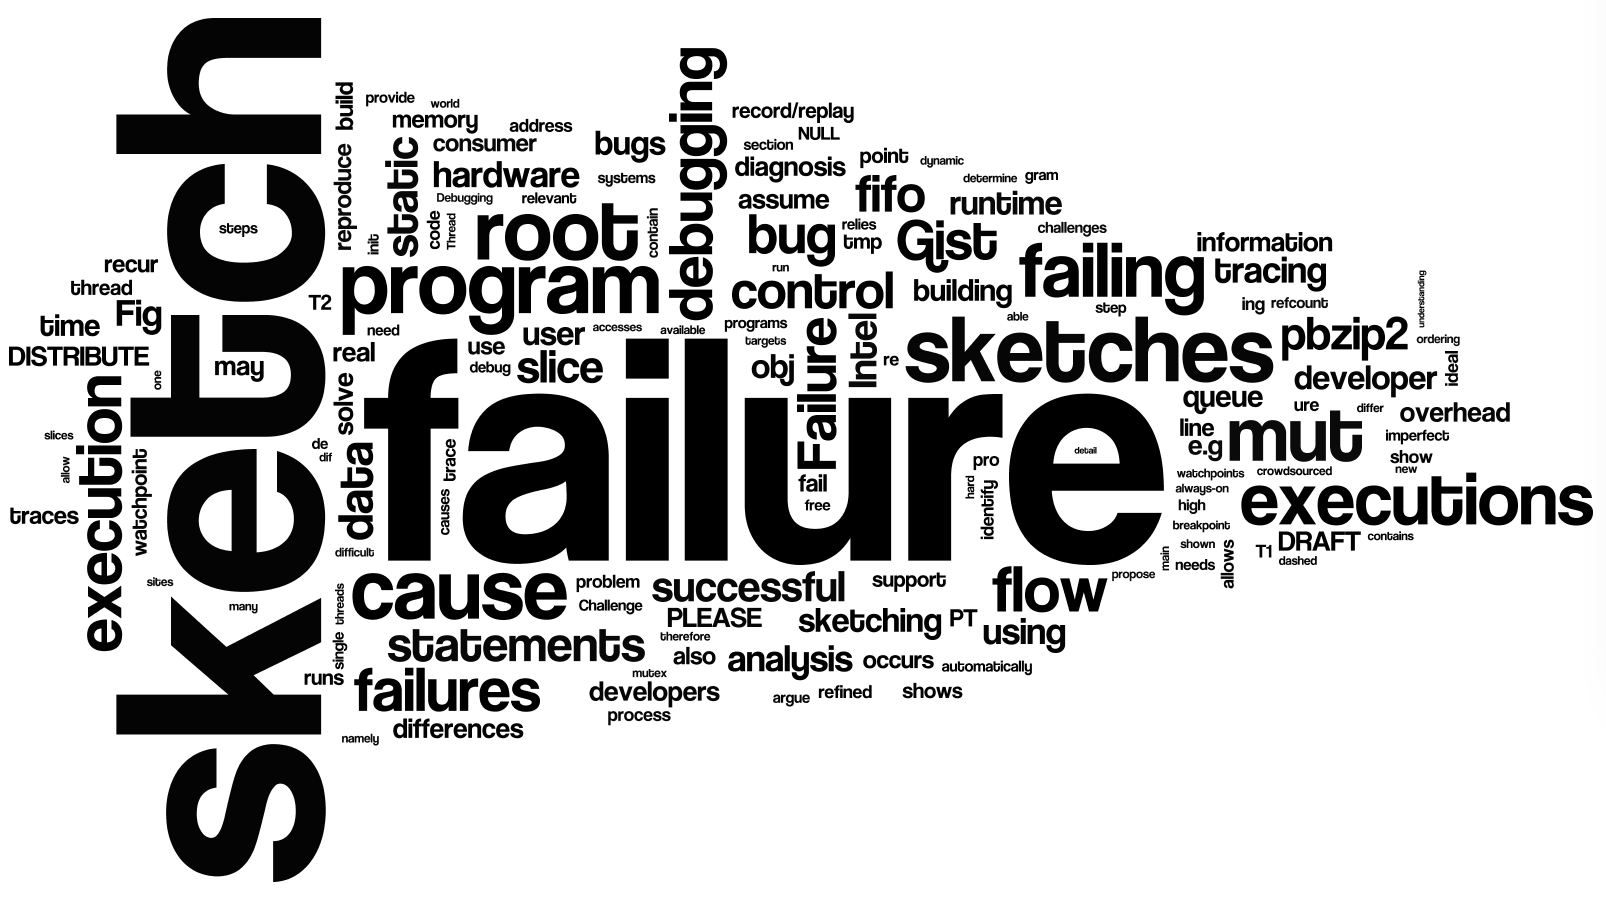 sketch
failure
steps
recur
thread
Fig
time
DISTRIBUTE
may
one
execution
slices
allow
watchpoint
traces
sites
many
T2
build
provide
world
memory
address
consumer
reproduce
static
hardware
bugs
systems
Debugging
relevant
init
code
Thread
root
contain
debugging
program
need
real
solve
use
user
accesses
available
debug
slice
record/replay
NULL
section
diagnosis
point
dynamic
determine
gram
assume
fifo
runtime
bug
relies
tmp
Gist
challenges
run
control
building
failing
information
tracing
able
step
ing
refcount
understanding
programs
targets
obj
Failure
Intel
re
sketches
pbzip2
ordering
ideal
developer
queue
ure
differ
overhead
line
e.g
mut
imperfect
show
new
watchpoints
crowdsourced
always-on
high
executions
breakpoint
T1
DRAFT
contains
dashed
shown
main
needs
allows
de
dif
data
trace
causes
difficult
fail
free
pro
hard
identify
detail
cause
problem
Challenge
successful
support
flow
propose
threads
PLEASE
sketching
PT
using
single
statements
therefore
also
analysis
occurs
automatically
runs
failures
mutex
developers
argue
refined
shows
process
namely
differences